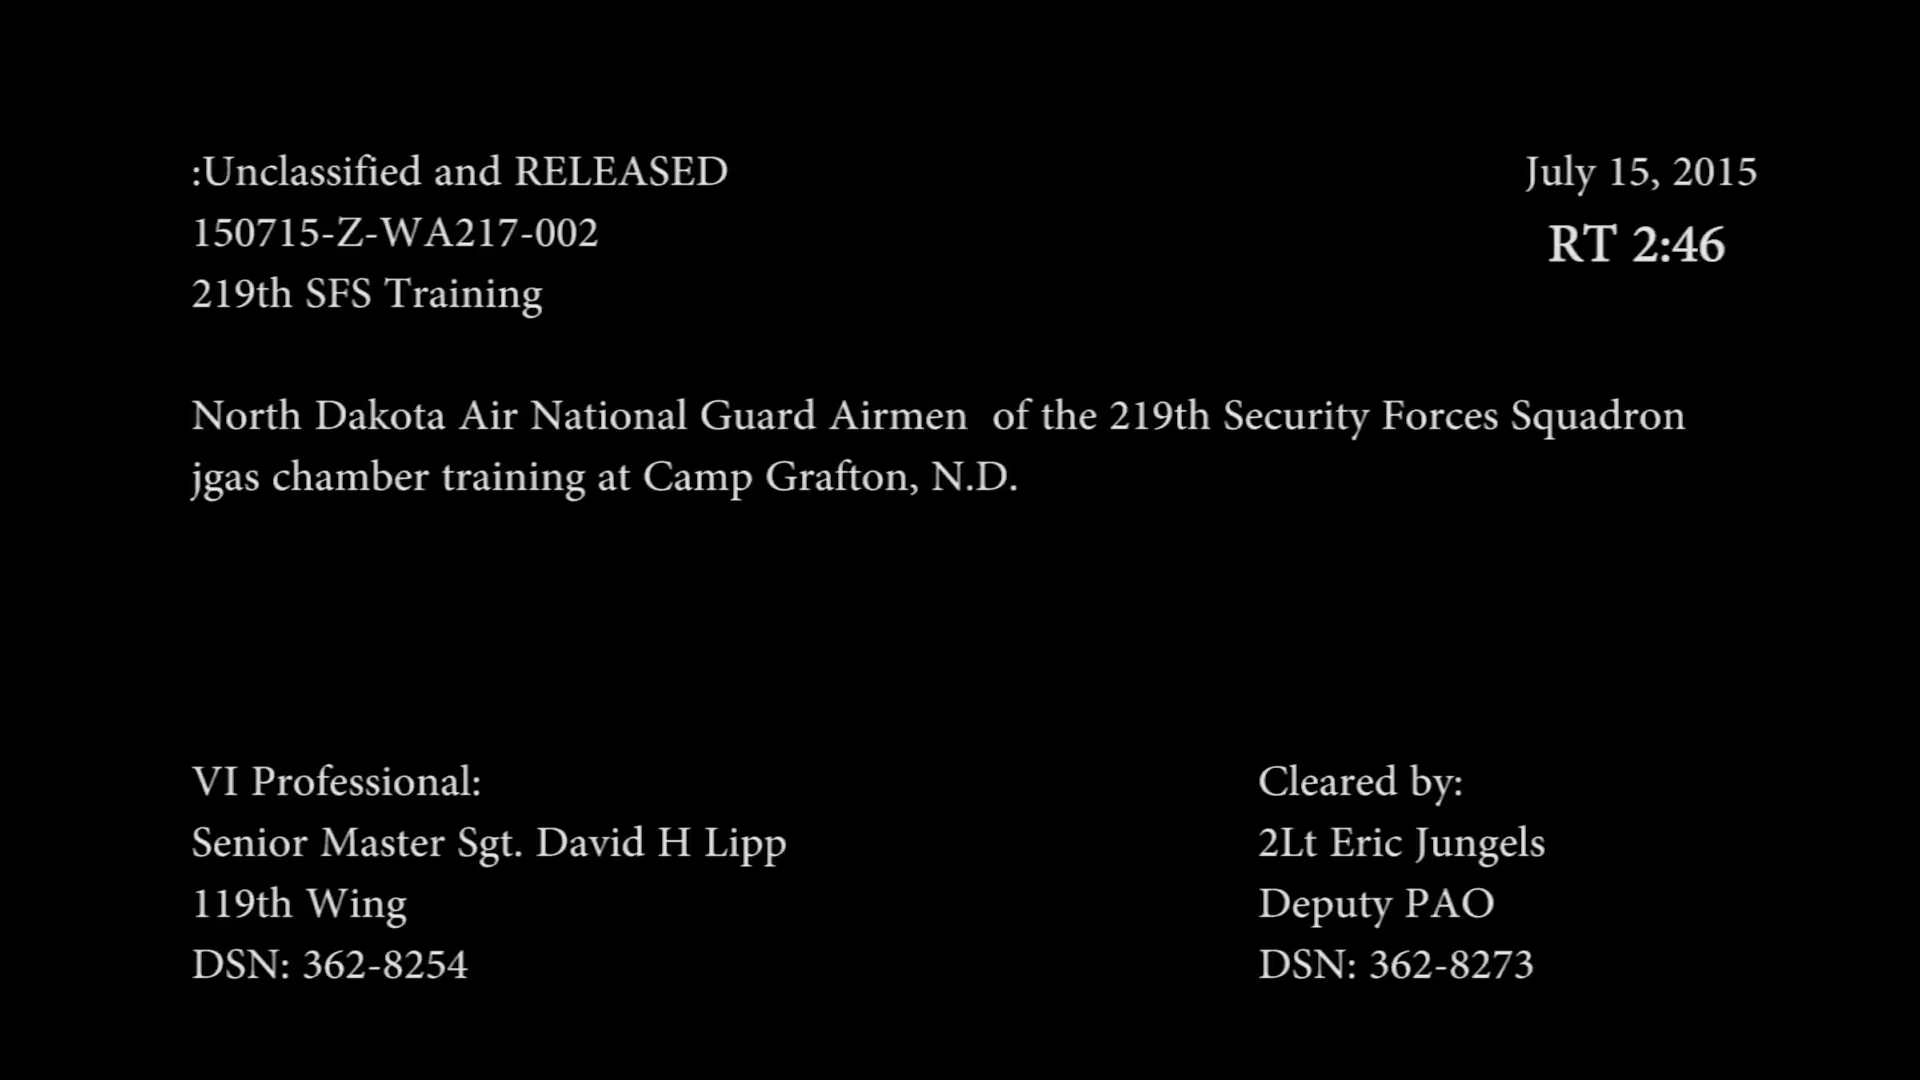 :Unclassified and RELEASED
July 15, 2015
150715-Z-WA217-002
RT 2:46
219th SFS Training
North Dakota Air National Guard Airmen  of the 219th Security Forces Squadron
jgas chamber training at Camp Grafton, N.D.
VI Professional:
Senior Master Sgt. David H Lipp
119th Wing
DSN: 362-8254
Cleared by:
2Lt Eric Jungels
Deputy PAO
DSN: 362-8273